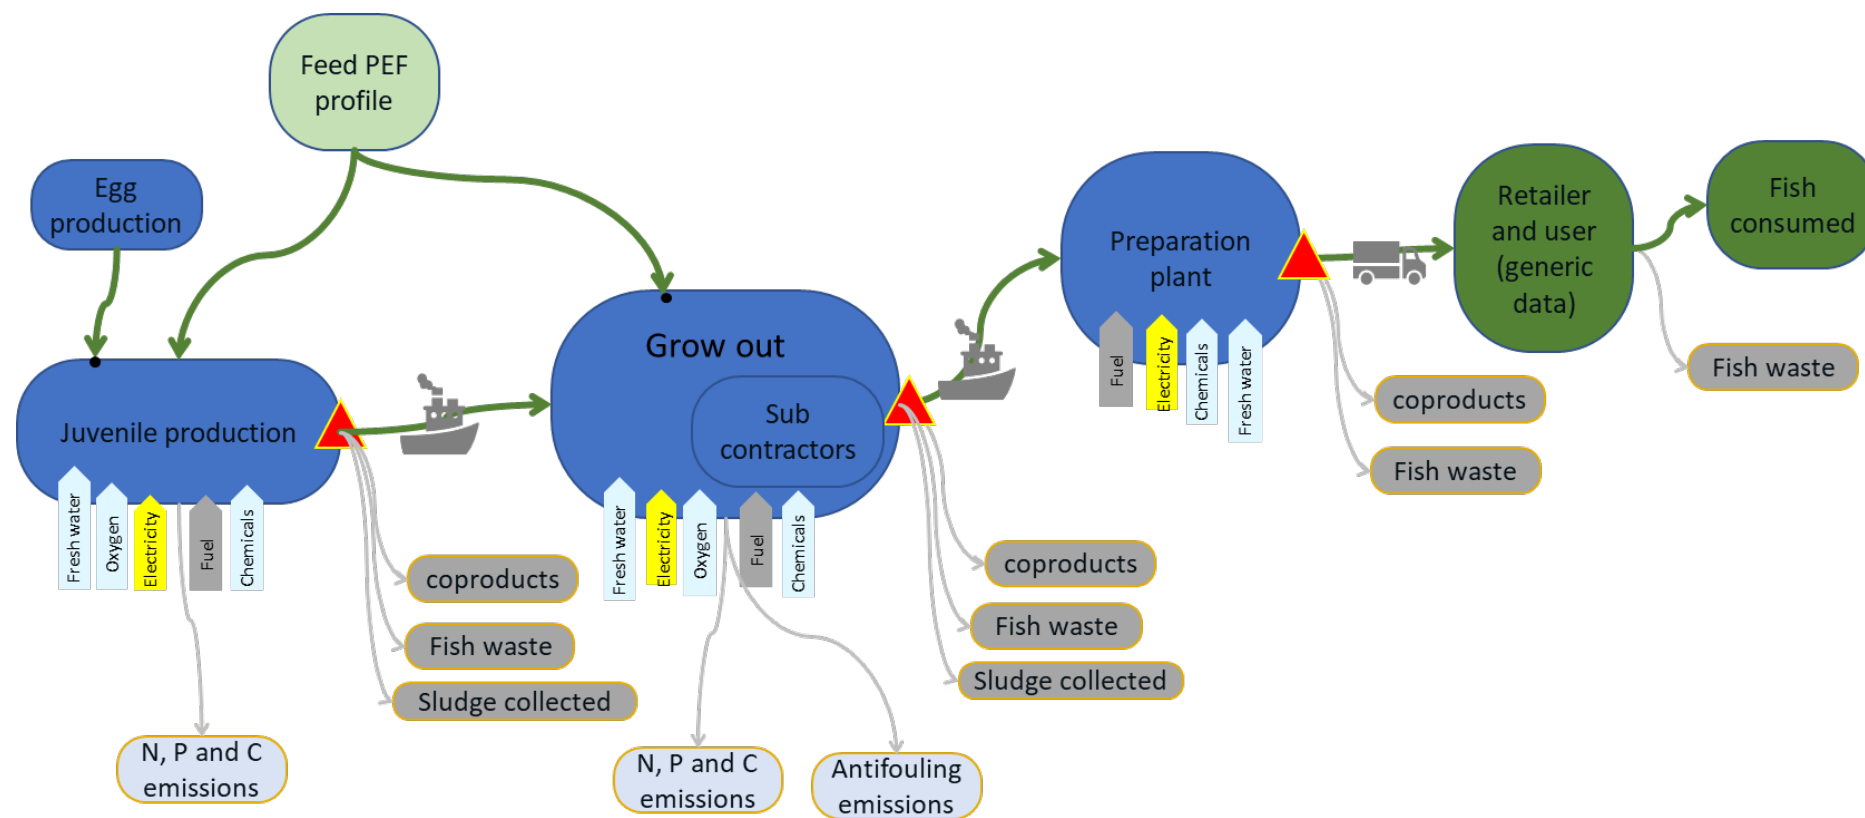 Feed PEF
profile
Egg
production
Juvenile production
Fresh water
Oxygen
Electricity
Fuel
Chemicals
coproducts
Fish waste
Sludge collected
N, P and C
emissions
Grow out
Sub
contractors
Fresh water
Electricity
Oxygen
Fuel
Chemicals
coproducts
Fish waste
Sludge collected
N, P and C
emissions
Antifouling
emissions
Preparation
plant
Fuel
Electricity
Chemicals
Fresh water
coproducts
Fish waste
Retailer
and user
(generic
data)
Fish
consumed
Fish waste